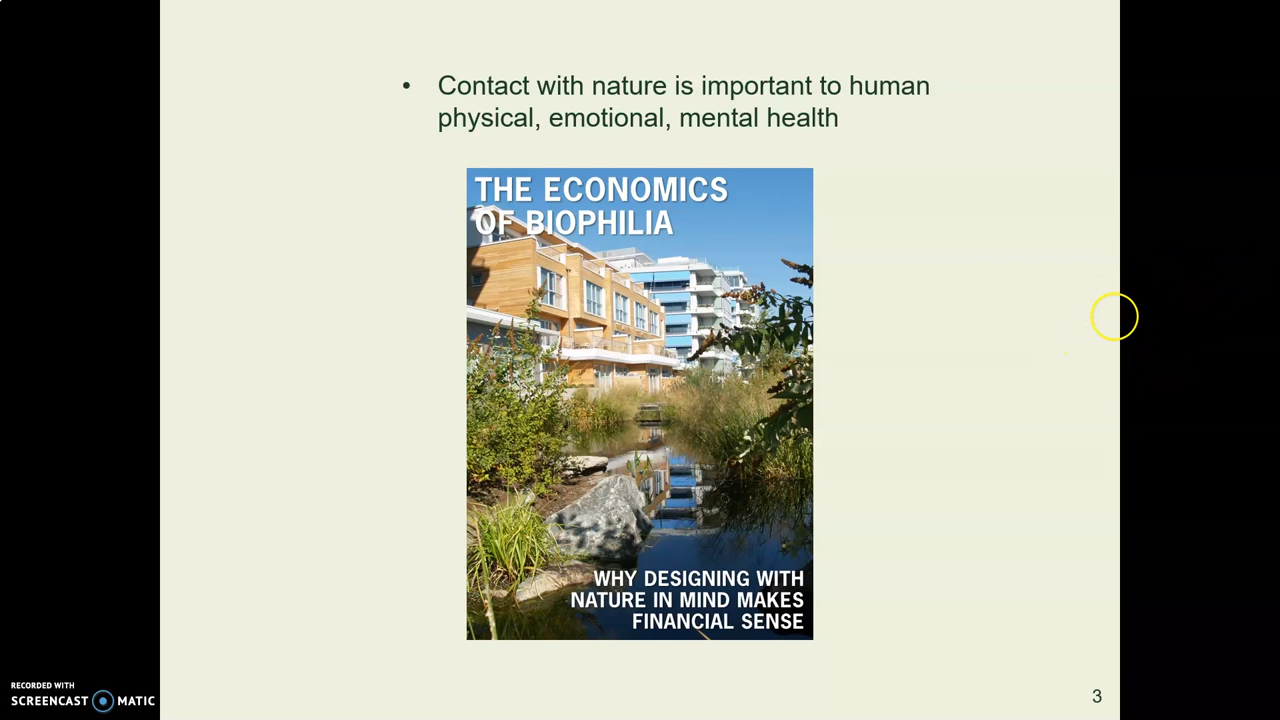 • Contact with nature is important to human
physical, emotional, mental health
THE ECONOMICS
OF BIOPHILIA
WHY DESIGNING WITH
NATURE IN MIND MAKES
FINANCIAL SENSE
3
RECORDED WITH
SCREENCAST MATIC